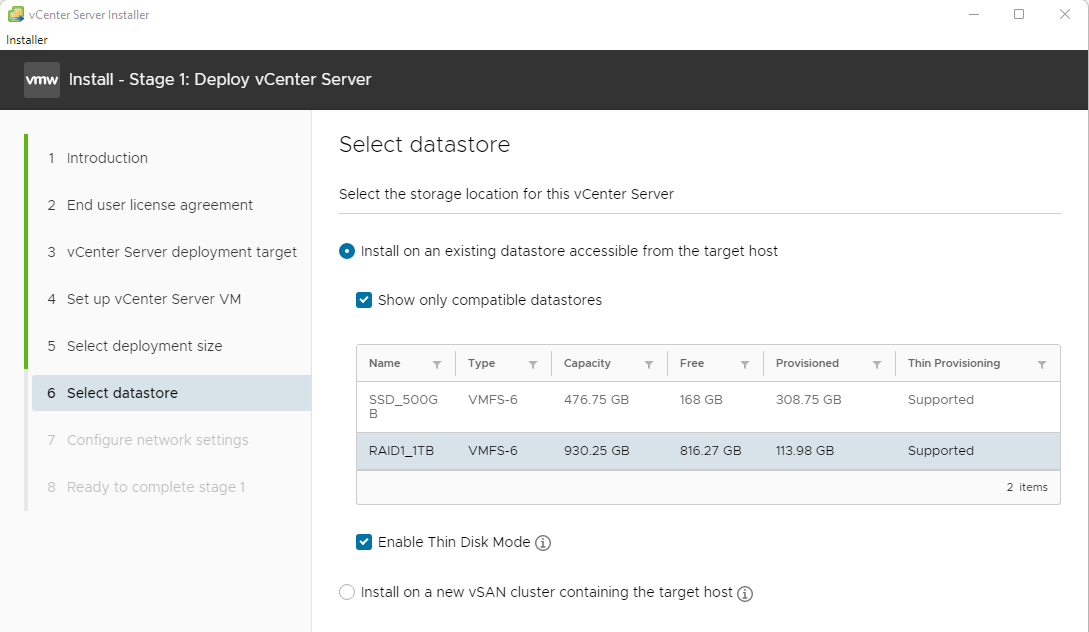 vCenter Server Installer
Installer
vmw Install - Stage 1: Deploy vCenter Server
1 Introduction
2 End user license agreement
3 vCenter Server deployment target
4 Set up vCenter Server VM
5 Select deployment size
6 Select datastore
7 Configure network settings
8 Ready to complete stage 1
Select datastore
Select the storage location for this vCenter Server
Install on an existing datastore accessible from the target host
Show only compatible datastores
Name Type Capacity Free Provisioned Thin Provisioning
SSD_500G VMFS-6 476.75 GB 168 GB 308.75 GB Supported
B
RAID1_1TB VMFS-6 930.25 GB 816.27 GB 113.98 GB Supported
2 items
Enable Thin Disk Mode
Install on a new vSAN cluster containing the target host